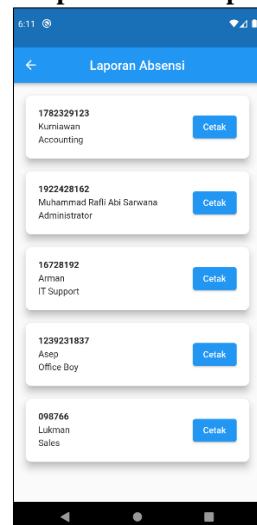 6:11
Laporan Absensi
1782329123
Kurniawan
Accounting
Cetak
1922428162
Muhammad Rafli Abi Sarwana
Administrator
Cetak
16728192
Arman
IT Support
Cetak
1239231837
Asep
Office Boy
Cetak
098766
Lukman
Sales
Cetak